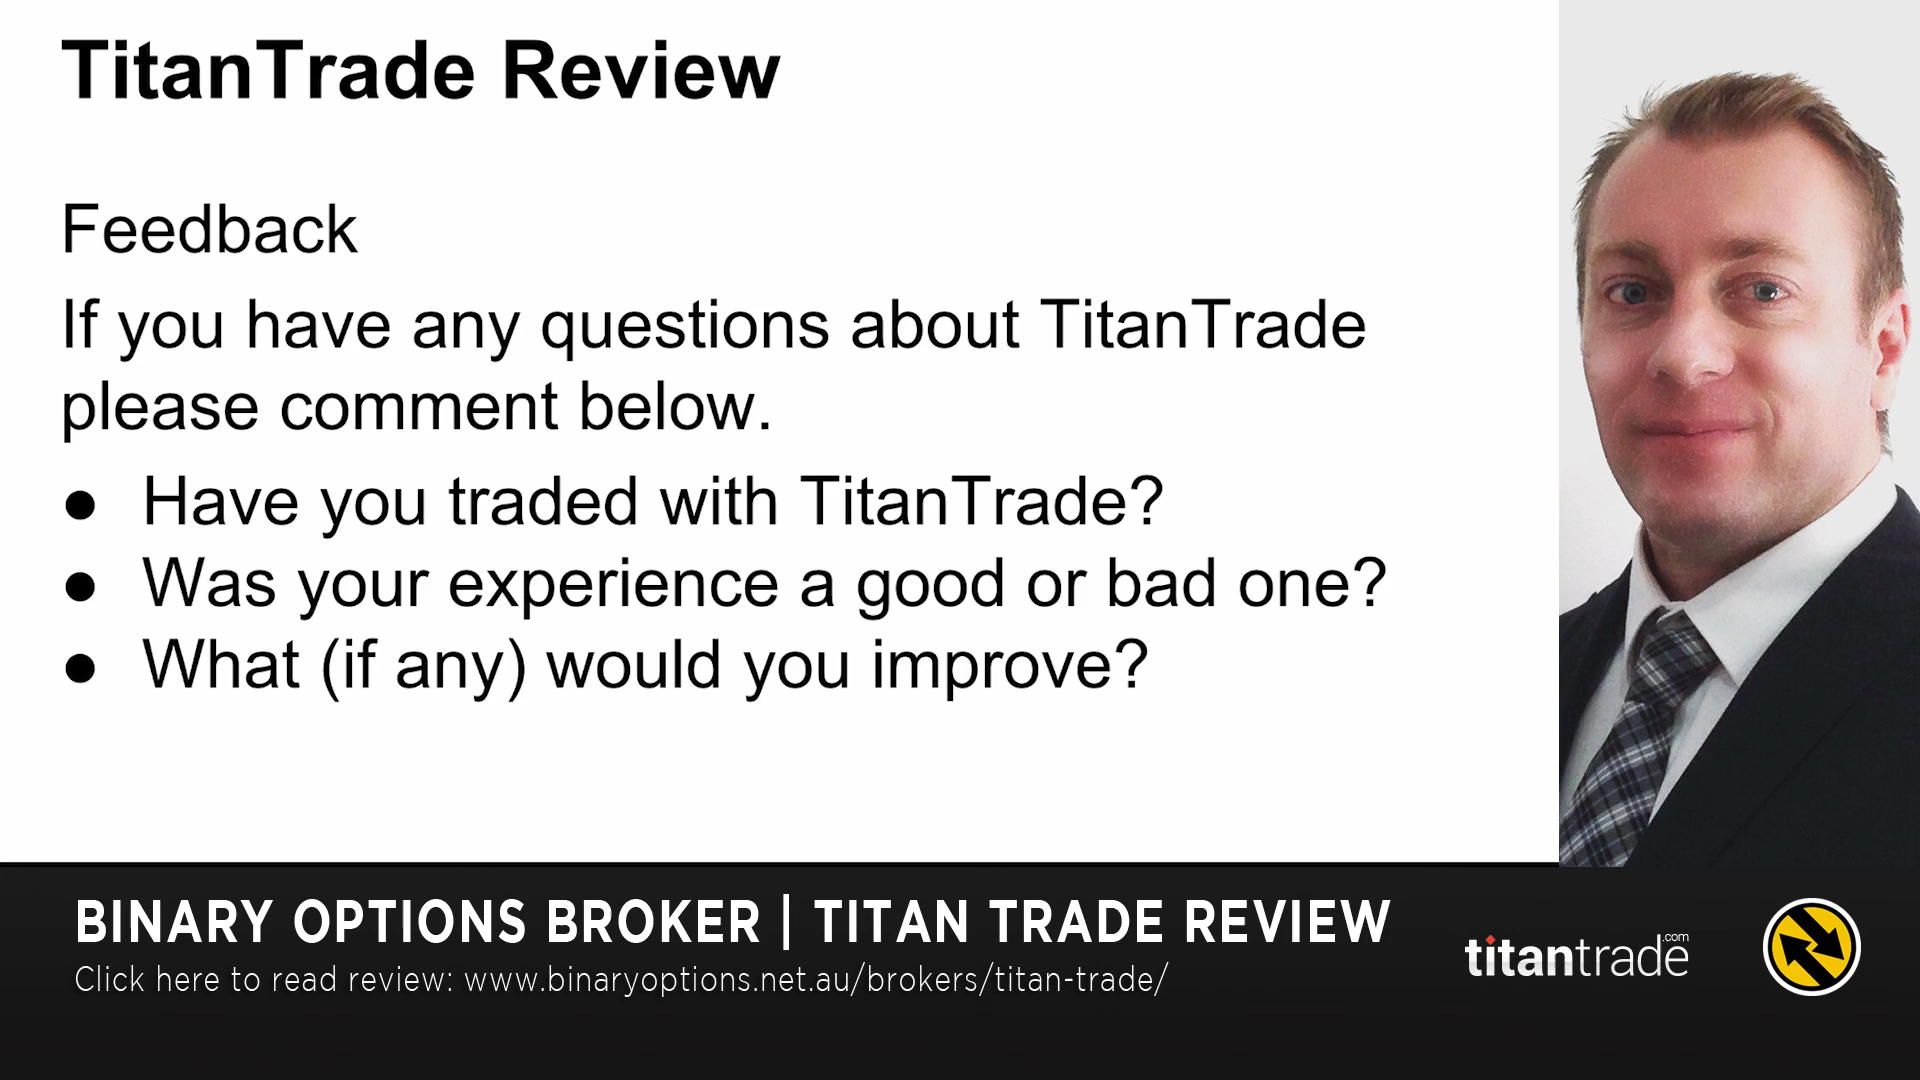 TitanTrade Review
Feedback
If you have any questions about TitanTrade
please comment below.
● Have you traded with TitanTrade?
● Was your experience a good or bad one?
● What (if any) would you improve?
BINARY OPTIONS BROKER | TITAN TRADE REVIEW
Click here to read review: www.binaryoptions.net.au/brokers/titan-trade/
titantrade.com